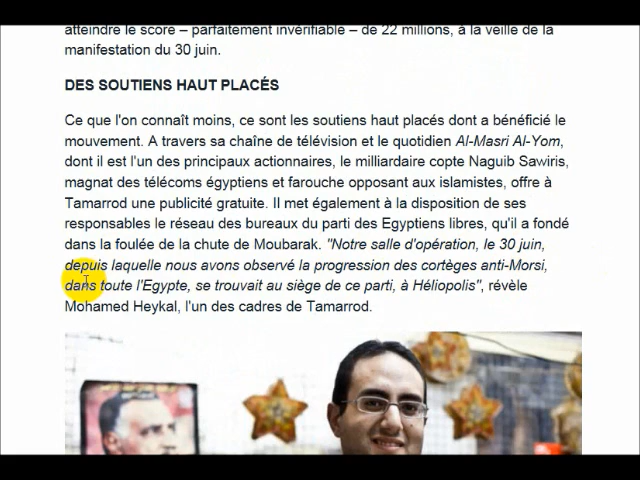 atteindre le score – parfaitement invérifiable – de 22 millions, à la veille de la
manifestation du 30 juin.
DES SOUTIENS HAUT PLACÉS
Ce que l'on connaît moins, ce sont les soutiens haut placés dont a bénéficié le
mouvement. A travers sa chaîne de télévision et le quotidien Al-Masri Al-Yom,
dont il est l'un des principaux actionnaires, le milliardaire copte Naguib Sawiris,
magnat des télécoms égyptiens et farouche opposant aux islamistes, offre à
Tamarrod une publicité gratuite. Il met également à la disposition de ses
responsables le réseau des bureaux du parti des Egyptiens libres, qu'il a fondé
dans la foulée de la chute de Moubarak. "Notre salle d'opération, le 30 juin,
depuis laquelle nous avons observé la progression des cortèges anti-Morsi,
dans toute l'Egypte, se trouvait au siège de ce parti, à Héliopolis", révèle
Mohamed Heykal, l'un des cadres de Tamarrod.